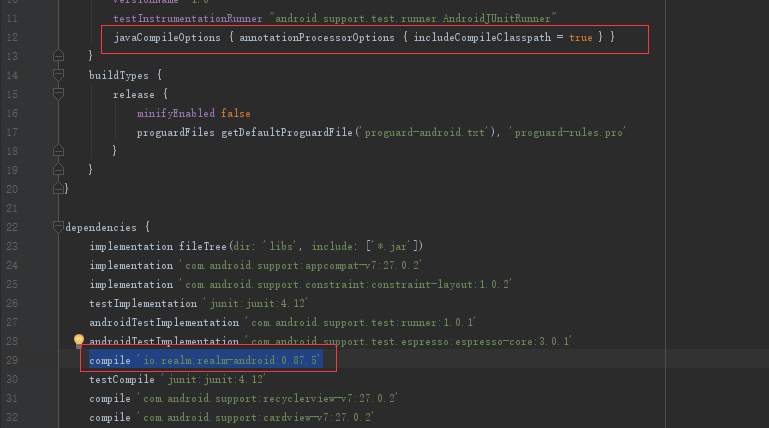 10 versionName "1.0"
11 testInstrumentationRunner "android.support.test.runner.AndroidJUnitRunner"
12 javaCompileOptions { annotationProcessorOptions { includeCompileClasspath = true } }
13 }
14 buildTypes {
15 release {
16 minifyEnabled false
17 proguardFiles getDefaultProguardFile('proguard-android.txt'), 'proguard-rules.pro'
18 }
19 }
20 }
21
22 dependencies {
23 implementation fileTree(dir: 'libs', include: ['*.jar'])
24 implementation 'com.android.support:appcompat-v7:27.0.2'
25 implementation 'com.android.support.constraint:constraint-layout:1.0.2'
26 testImplementation 'junit:junit:4.12'
27 androidTestImplementation 'com.android.support.test:runner:1.0.1'
28 androidTestImplementation 'com.android.support.test.espresso:espresso-core:3.0.1'
29 compile 'io.realm:realm-android:0.87.5'
30 testCompile 'junit:junit:4.12'
31 compile 'com.android.support:recyclerview-v7:27.0.2'
32 compile 'com.android.support:cardview-v7:27.0.2'